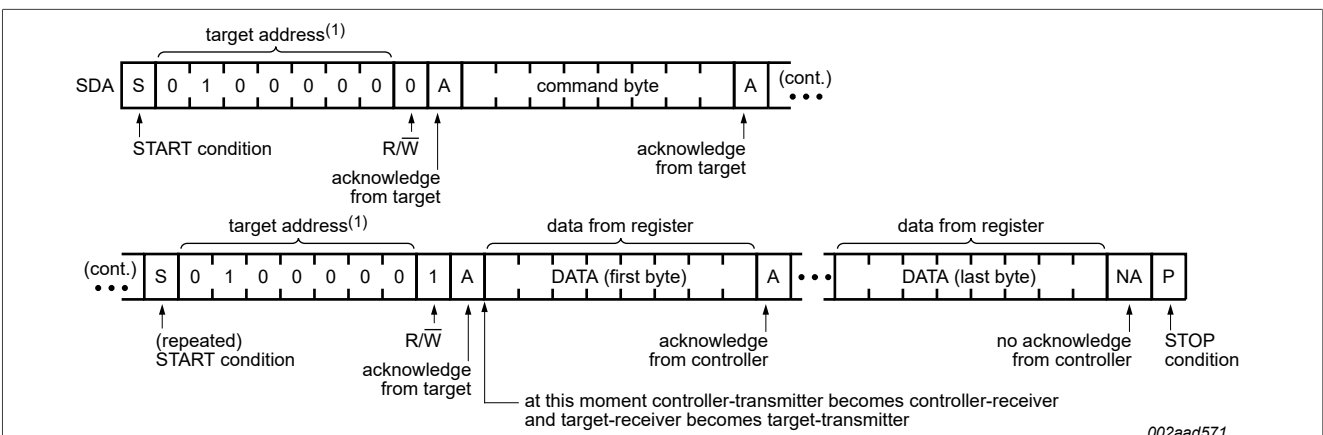 target address(1)
SDA S 0 1 0 0 0 0 0 0 A command byte A (cont.)
START condition R/W̅ acknowledge from target acknowledge from target
target address(1) data from register data from register
(cont.) S 0 1 0 0 0 0 0 1 A DATA (first byte) A DATA (last byte) NA P
(repeated) START condition R/W̅ acknowledge from target acknowledge from controller no acknowledge from controller STOP condition
at this moment controller-transmitter becomes controller-receiver
and target-receiver becomes target-transmitter
002aad571